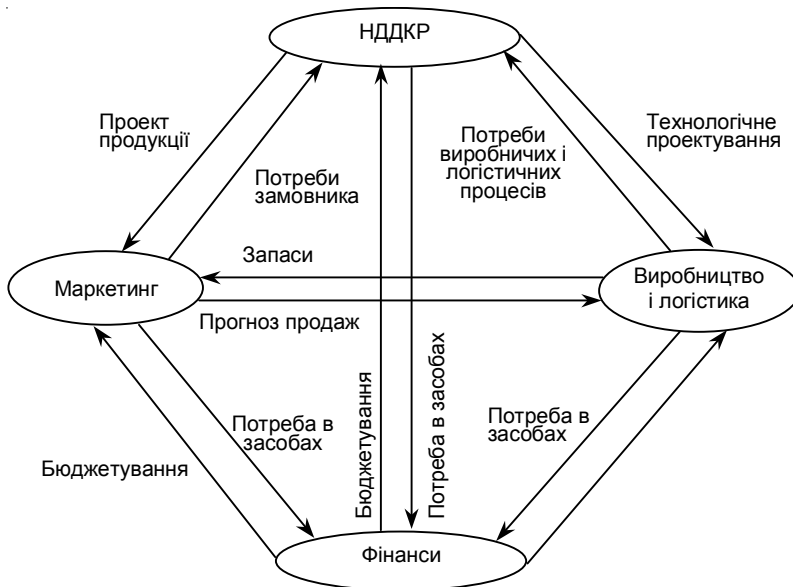 НДДКР
Проект
продукції
Потреби
замовника
Потреби
виробничих і
логістичних
процесів
Технологічне
проектування
Запаси
Маркетинг
Виробництво
і логістика
Прогноз продаж
Бюджетування
Потреба в засобах
Потреба в
засобах
Потреба в
засобах
Бюджетування
Фінанси